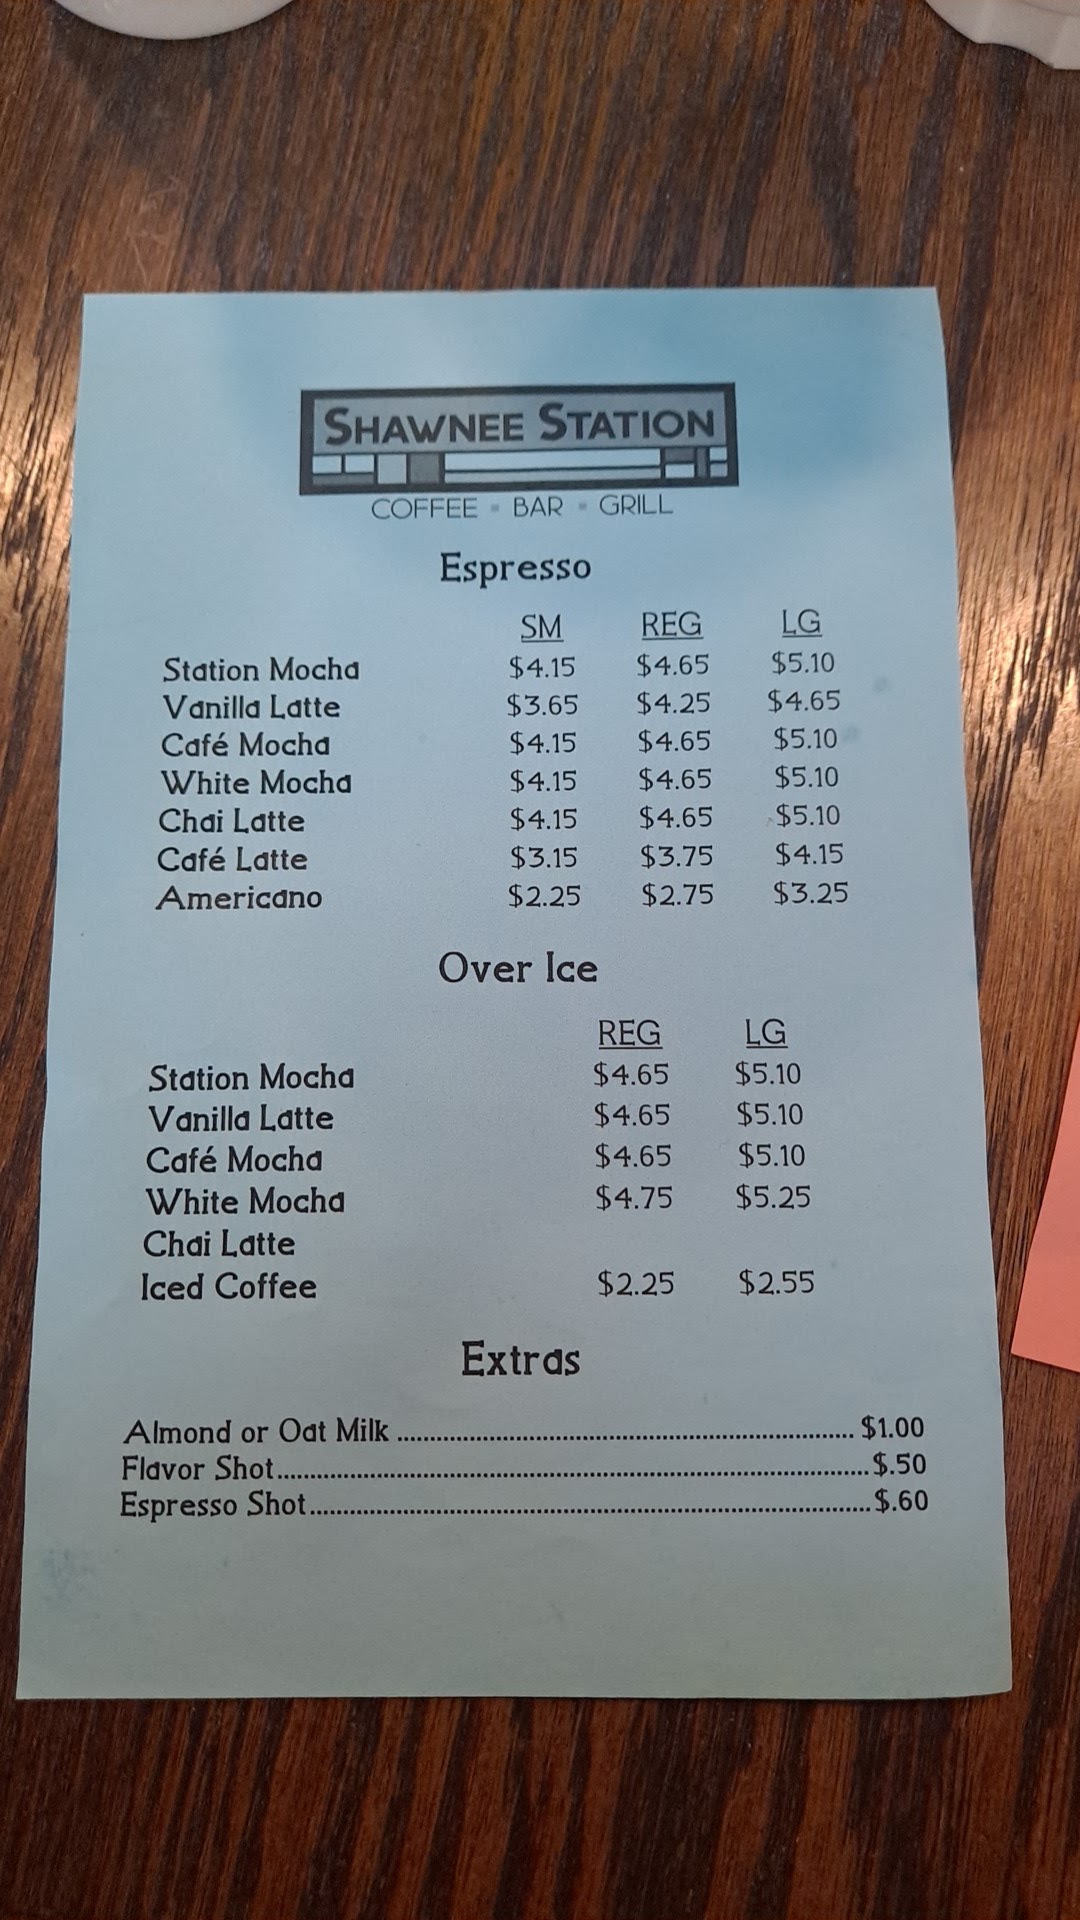 SHAWNEE STATION
COFFEE ▪ BAR ▪ GRILL
Espresso
SM REG LG
Station Mocha $4.15 $4.65 $5.10
Vanilla Latte $3.65 $4.25 $4.65
Café Mocha $4.15 $4.65 $5.10
White Mocha $4.15 $4.65 $5.10
Chai Latte $4.15 $4.65 $5.10
Café Latte $3.15 $3.75 $4.15
Americano $2.25 $2.75 $3.25
Over Ice
REG LG
Station Mocha $4.65 $5.10
Vanilla Latte $4.65 $5.10
Café Mocha $4.65 $5.10
White Mocha $4.75 $5.25
Chai Latte
Iced Coffee $2.25 $2.55
Extras
Almond or Oat Milk ........ $1.00
Flavor Shot........$.50
Espresso Shot........$.60